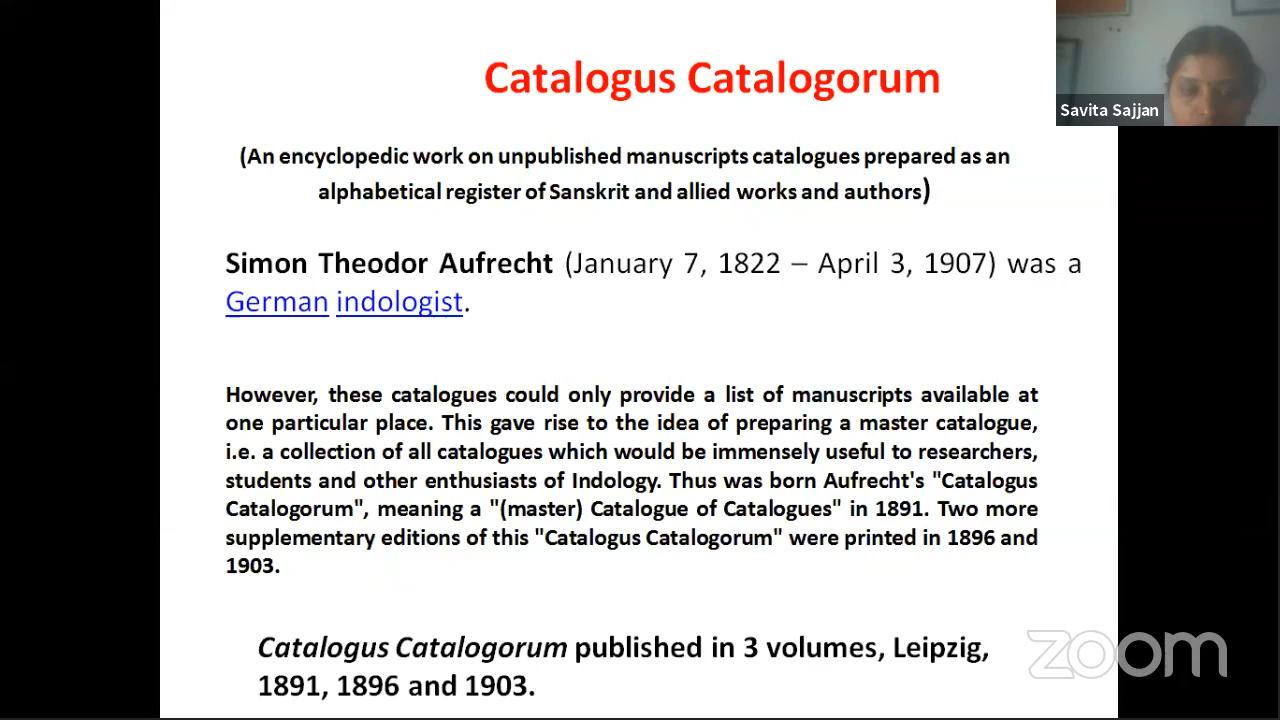 Catalogus Catalogorum
Savita Sajjan
(An encyclopedic work on unpublished manuscripts catalogues prepared as an
alphabetical register of Sanskrit and allied works and authors)
Simon Theodor Aufrecht (January 7, 1822 – April 3, 1907) was a
German indologist.
However, these catalogues could only provide a list of manuscripts available at
one particular place. This gave rise to the idea of preparing a master catalogue,
i.e. a collection of all catalogues which would be immensely useful to researchers,
students and other enthusiasts of Indology. Thus was born Aufrecht's "Catalogus
Catalogorum", meaning a "(master) Catalogue of Catalogues" in 1891. Two more
supplementary editions of this "Catalogus Catalogorum" were printed in 1896 and
1903.
Catalogus Catalogorum published in 3 volumes, Leipzig,
1891, 1896 and 1903.
zoom